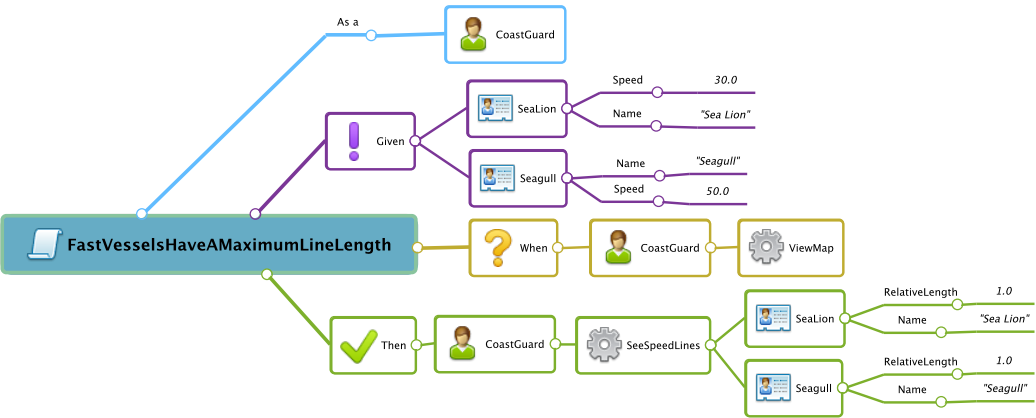 As a
CoastGuard
Speed
30.0
SeaLion
Name
"Sea Lion"
Given
Name
"Seagull"
Seagull
Speed
50.0
FastVesselsHaveAMaximumLineLength
When
CoastGuard
ViewMap
RelativeLength
1.0
SeaLion
Name
"Sea Lion"
Then
CoastGuard
SeeSpeedLines
RelativeLength
1.0
Seagull
Name
"Seagull"